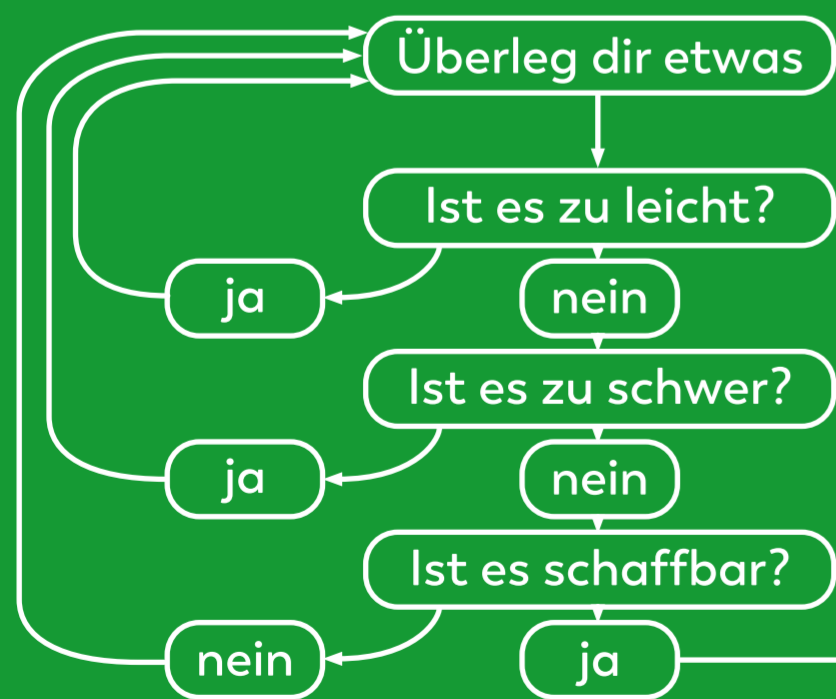 Überleg dir etwas
Ist es zu leicht?
ja
nein
Ist es zu schwer?
ja
nein
Ist es schaffbar?
nein
ja